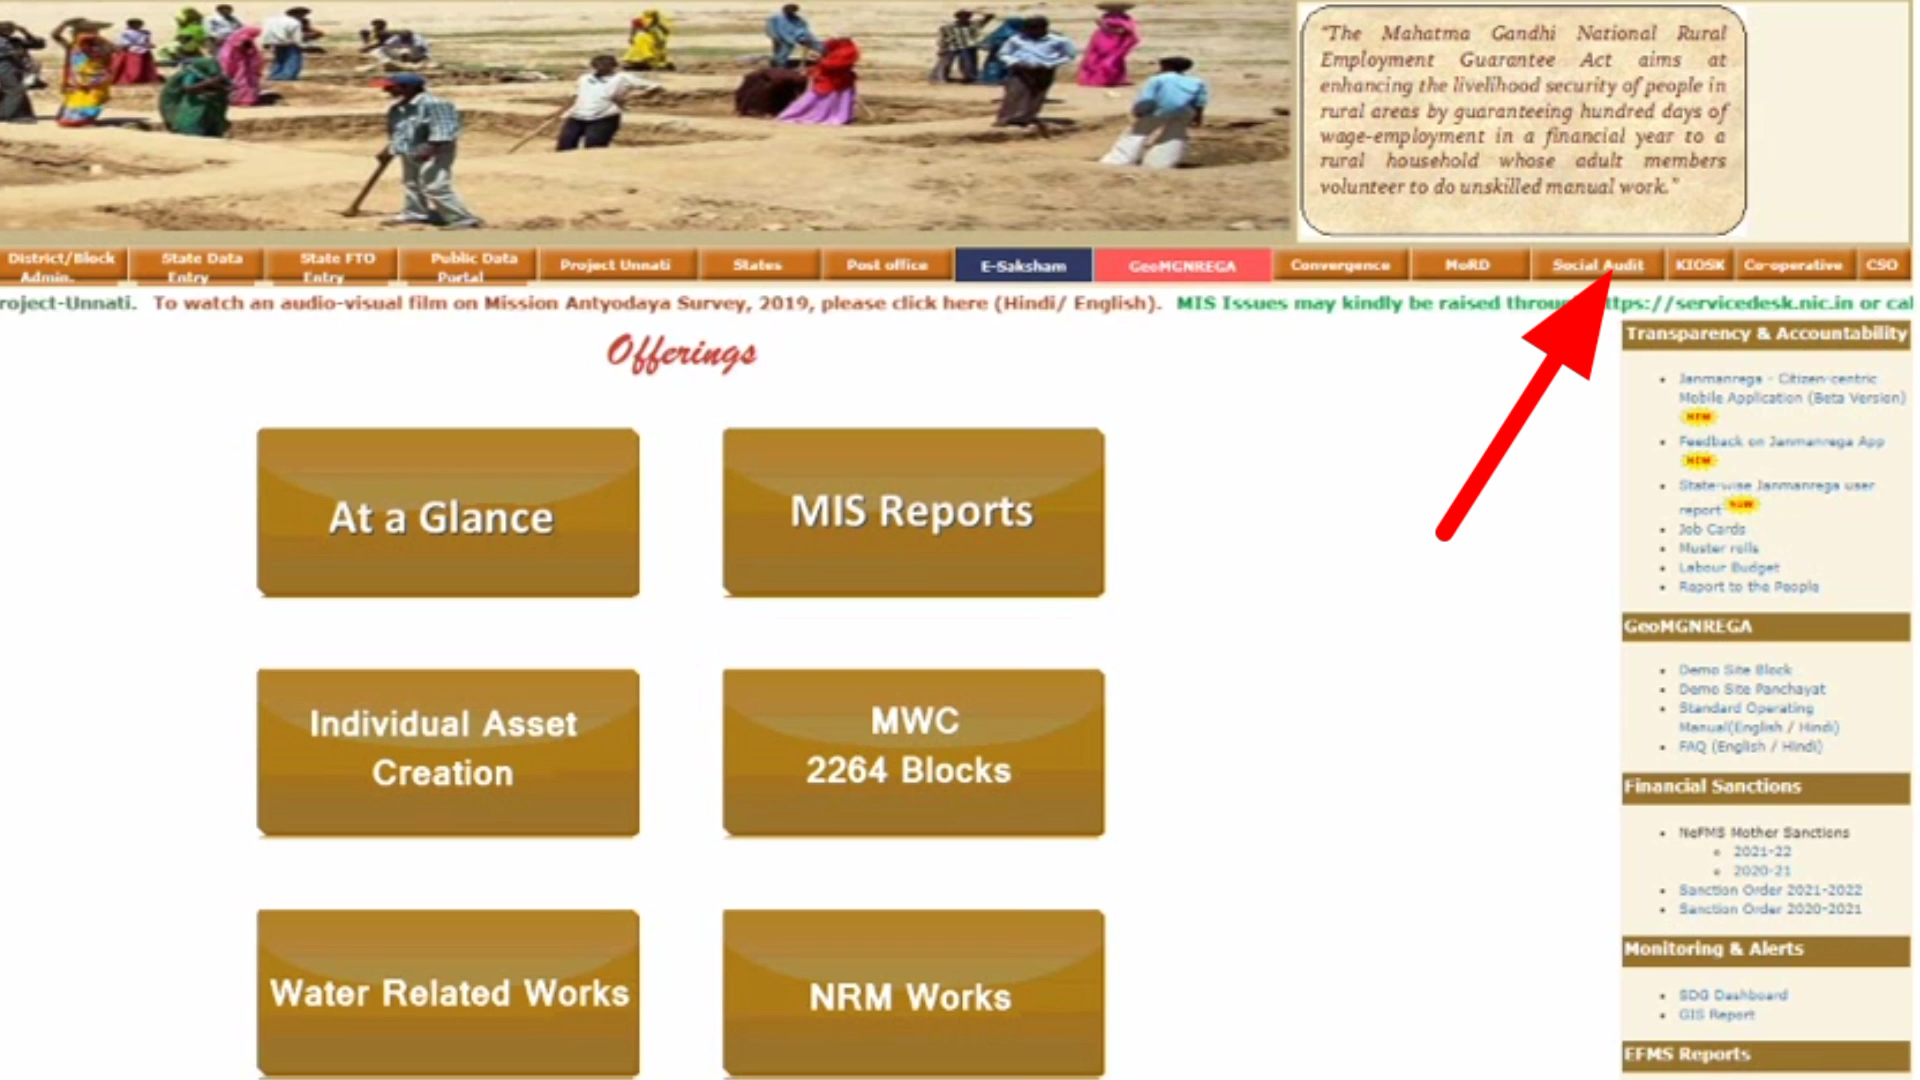 "The Mahatma Gandhi National Rural
Employment Guarantee Act aims at
enhancing the livelihood security of people in
rural areas by guaranteeing hundred days of
wage-employment in a financial year to a
rural household whose adult members
volunteer to do unskilled manual work."
District/Block
Admin.
State Data
Entry
State FTO
Entry
Public Data
Portal
Project Unnati
States
Post office
E-Saksham
GeoMGNREGA
Convergence
MoRD
Social Audit
KIOSK
Co-operative
CSO
roject-Unnati. To watch an audio-visual film on Mission Antyodaya Survey, 2019, please click here (Hindi/ English). MIS Issues may kindly be raised throu ttps://servicedesk.nic.in or cal
Offerings
At a Glance
MIS Reports
Individual Asset
Creation
MWC
2264 Blocks
Water Related Works
NRM Works
Transparency & Accountability
Janmanrega - Citizen-centric
Mobile Application (Beta Version)
NEW
Feedback on Janmanrega App
NEW
State-wise Janmanrega user
report NEW
Job Cards
Muster rolls
Labour Budget
Report to the People
GeoMGNREGA
Demo Site Block
Demo Site Panchayat
Standard Operating
Manual(English / Hindi)
FAQ (English / Hindi)
Financial Sanctions
NeFMS Mother Sanctions
2021-22
2020-21
Sanction Order 2021-2022
Sanction Order 2020-2021
Monitoring & Alerts
SDG Dashboard
GIS Report
EFMS Reports